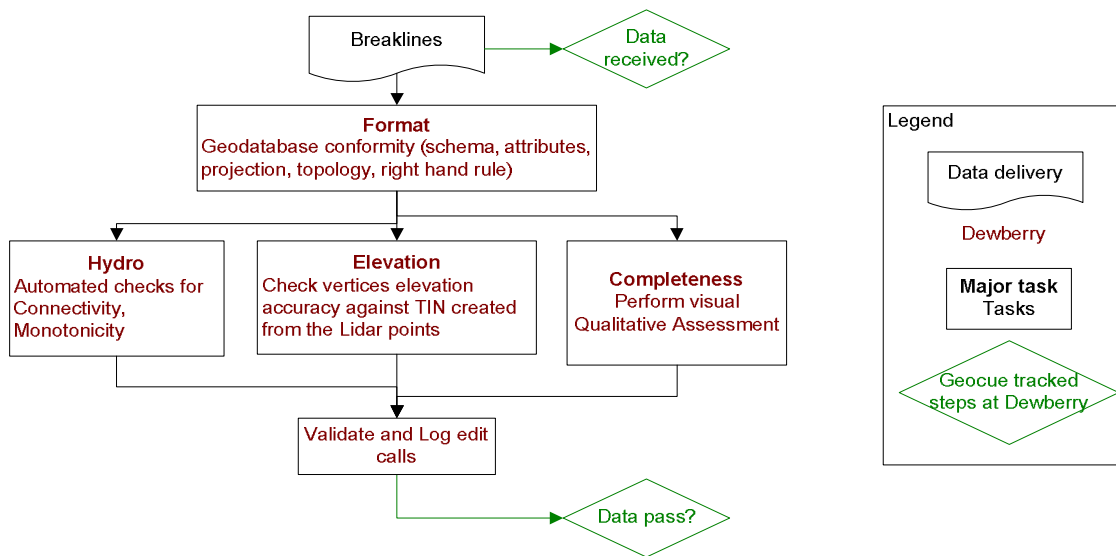 Breaklines
Data
received?
Format
Geodatabase conformity (schema, attributes,
projection, topology, right hand rule)
Hydro
Automated checks for
Connectivity,
Monotonicity
Elevation
Check vertices elevation
accuracy against TIN created
from the Lidar points
Completeness
Perform visual
Qualitative Assessment
Validate and Log edit
calls
Data pass?
Legend
Data delivery
Dewberry
Major task
Tasks
Geocue tracked
steps at Dewberry